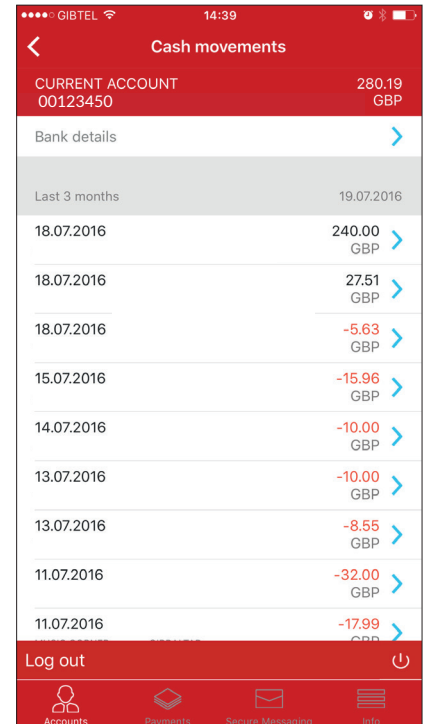 GIBTEL 14:39
Cash movements
CURRENT ACCOUNT 280.19
00123450 GBP
Bank details
Last 3 months 19.07.2016
18.07.2016 240.00
GBP
18.07.2016 27.51
GBP
18.07.2016 -5.63
GBP
15.07.2016 -15.96
GBP
14.07.2016 -10.00
GBP
13.07.2016 -10.00
GBP
13.07.2016 -8.55
GBP
11.07.2016 -32.00
GBP
11.07.2016 -17.99
GBP
Log out
Accounts Payments Secure Messaging Info